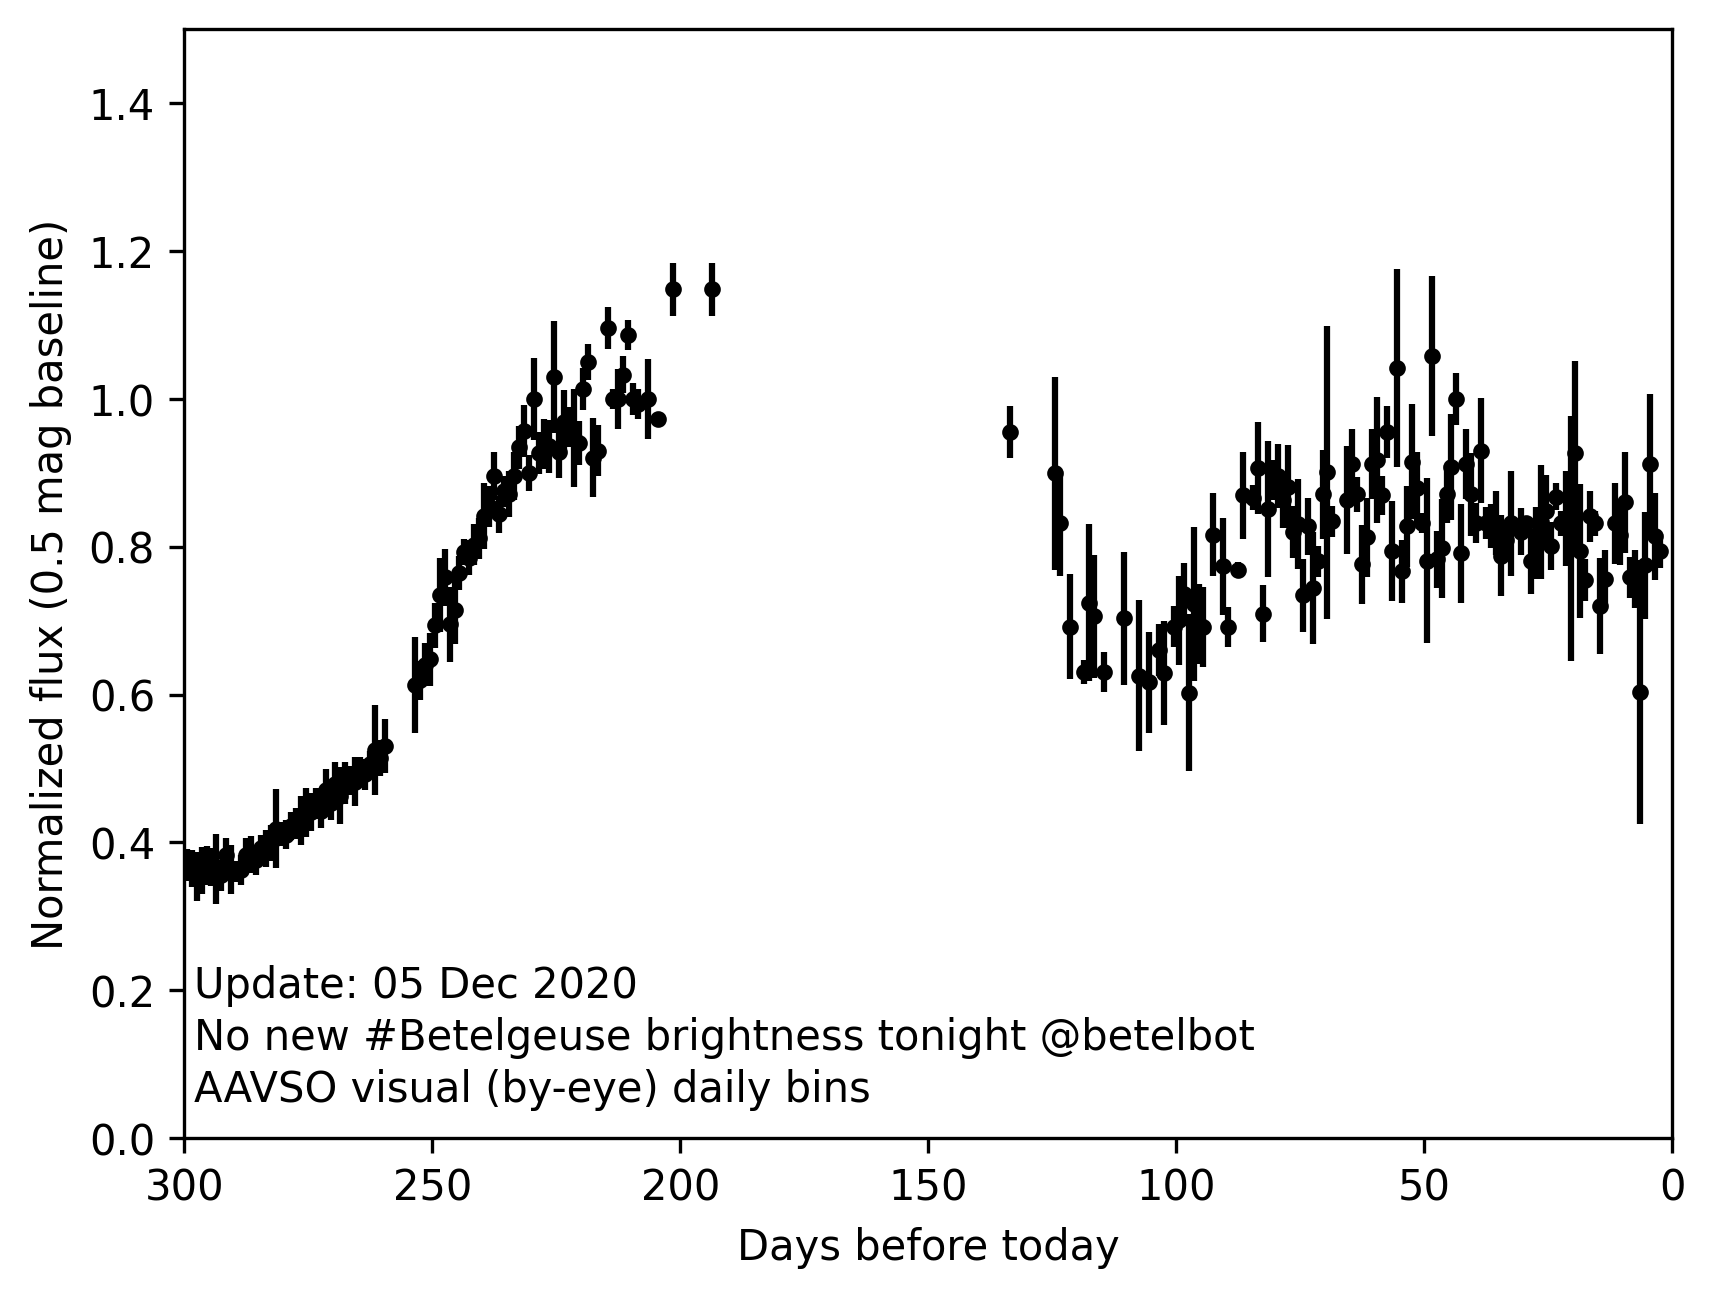 1.4
1.2
1.0
0.8
0.6
0.4
0.2
0.0
Normalized flux (0.5 mag baseline)
Update: 05 Dec 2020
No new #Betelgeuse brightness tonight @betelbot
AAVSO visual (by-eye) daily bins
300 250 200 150 100 50 0
Days before today